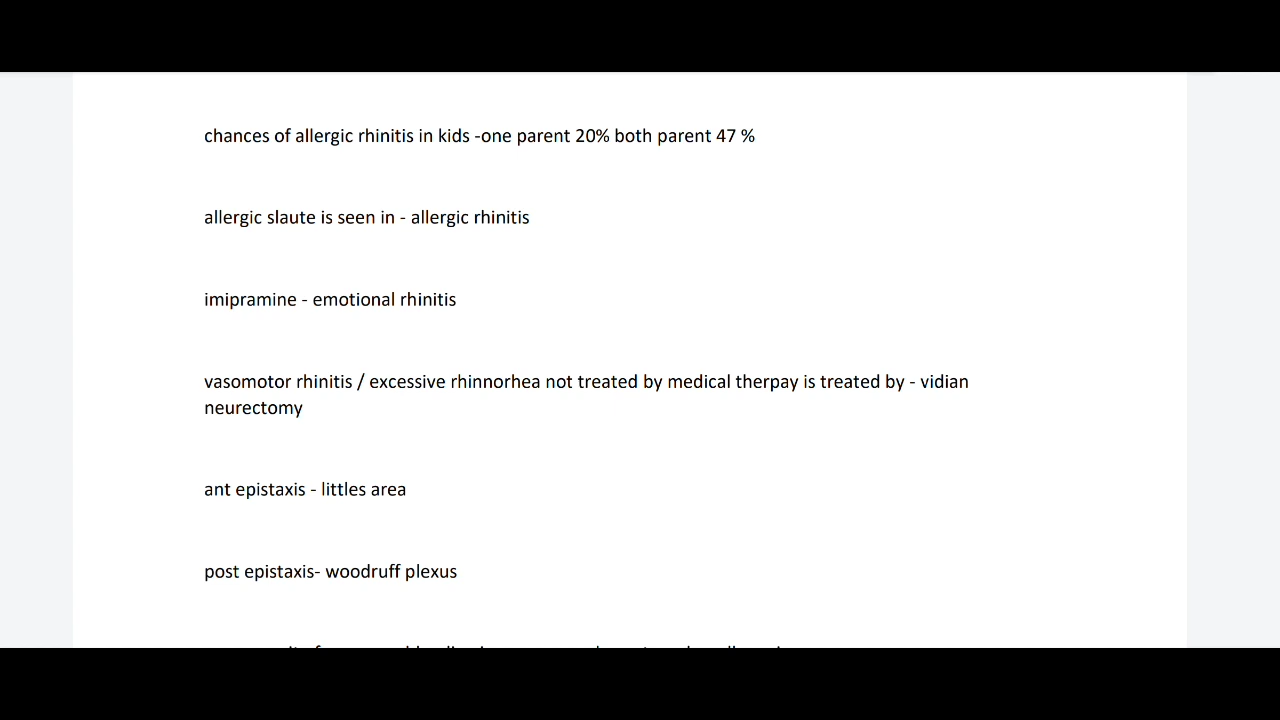 chances of allergic rhinitis in kids -one parent 20% both parent 47 %
allergic slaute is seen in - allergic rhinitis
imipramine - emotional rhinitis
vasomotor rhinitis / excessive rhinnorhea not treated by medical therpay is treated by - vidian
neurectomy
ant epistaxis - littles area
post epistaxis- woodruff plexus